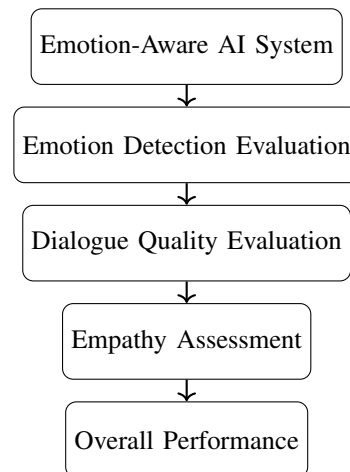 Emotion-Aware AI System
Emotion Detection Evaluation
Dialogue Quality Evaluation
Empathy Assessment
Overall Performance